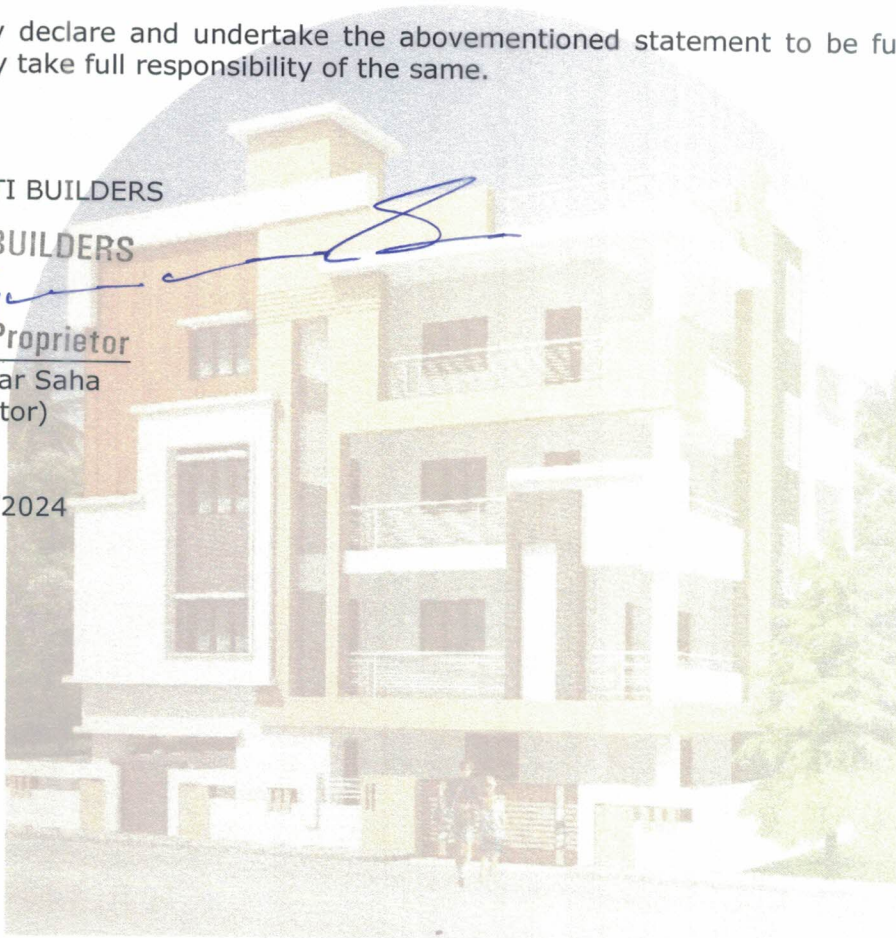 y declare and undertake the abovementioned statement to be fu
y take full responsibility of the same.
TI BUILDERS
BUILDERS
Proprietor
ar Saha
tor)
2024